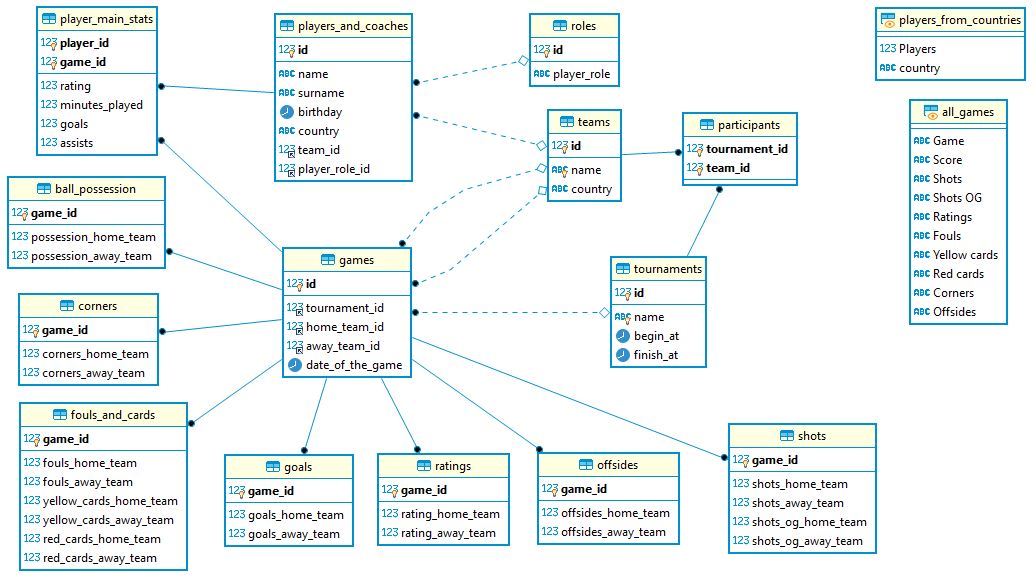 player_main_stats
123 player_id
123 game_id
123 rating
123 minutes_played
123 goals
123 assists
players_and_coaches
123 id
ABC name
ABC surname
birthday
ABC country
123 team_id
123 player_role_id
roles
123 id
ABC player_role
players_from_countries
123 Players
ABC country
teams
123 id
ABC name
ABC country
participants
123 tournament_id
123 team_id
all_games
ABC Game
ABC Score
ABC Shots
ABC Shots OG
ABC Ratings
ABC Fouls
ABC Yellow cards
ABC Red cards
ABC Corners
ABC Offsides
ball_possession
123 game_id
123 possession_home_team
123 possession_away_team
games
123 id
123 tournament_id
123 home_team_id
123 away_team_id
date_of_the_game
tournaments
123 id
ABC name
begin_at
finish_at
corners
123 game_id
123 corners_home_team
123 corners_away_team
fouls_and_cards
123 game_id
123 fouls_home_team
123 fouls_away_team
123 yellow_cards_home_team
123 yellow_cards_away_team
123 red_cards_home_team
123 red_cards_away_team
goals
123 game_id
123 goals_home_team
123 goals_away_team
ratings
123 game_id
123 rating_home_team
123 rating_away_team
offsides
123 game_id
123 offsides_home_team
123 offsides_away_team
shots
123 game_id
123 shots_home_team
123 shots_away_team
123 shots_og_home_team
123 shots_og_away_team